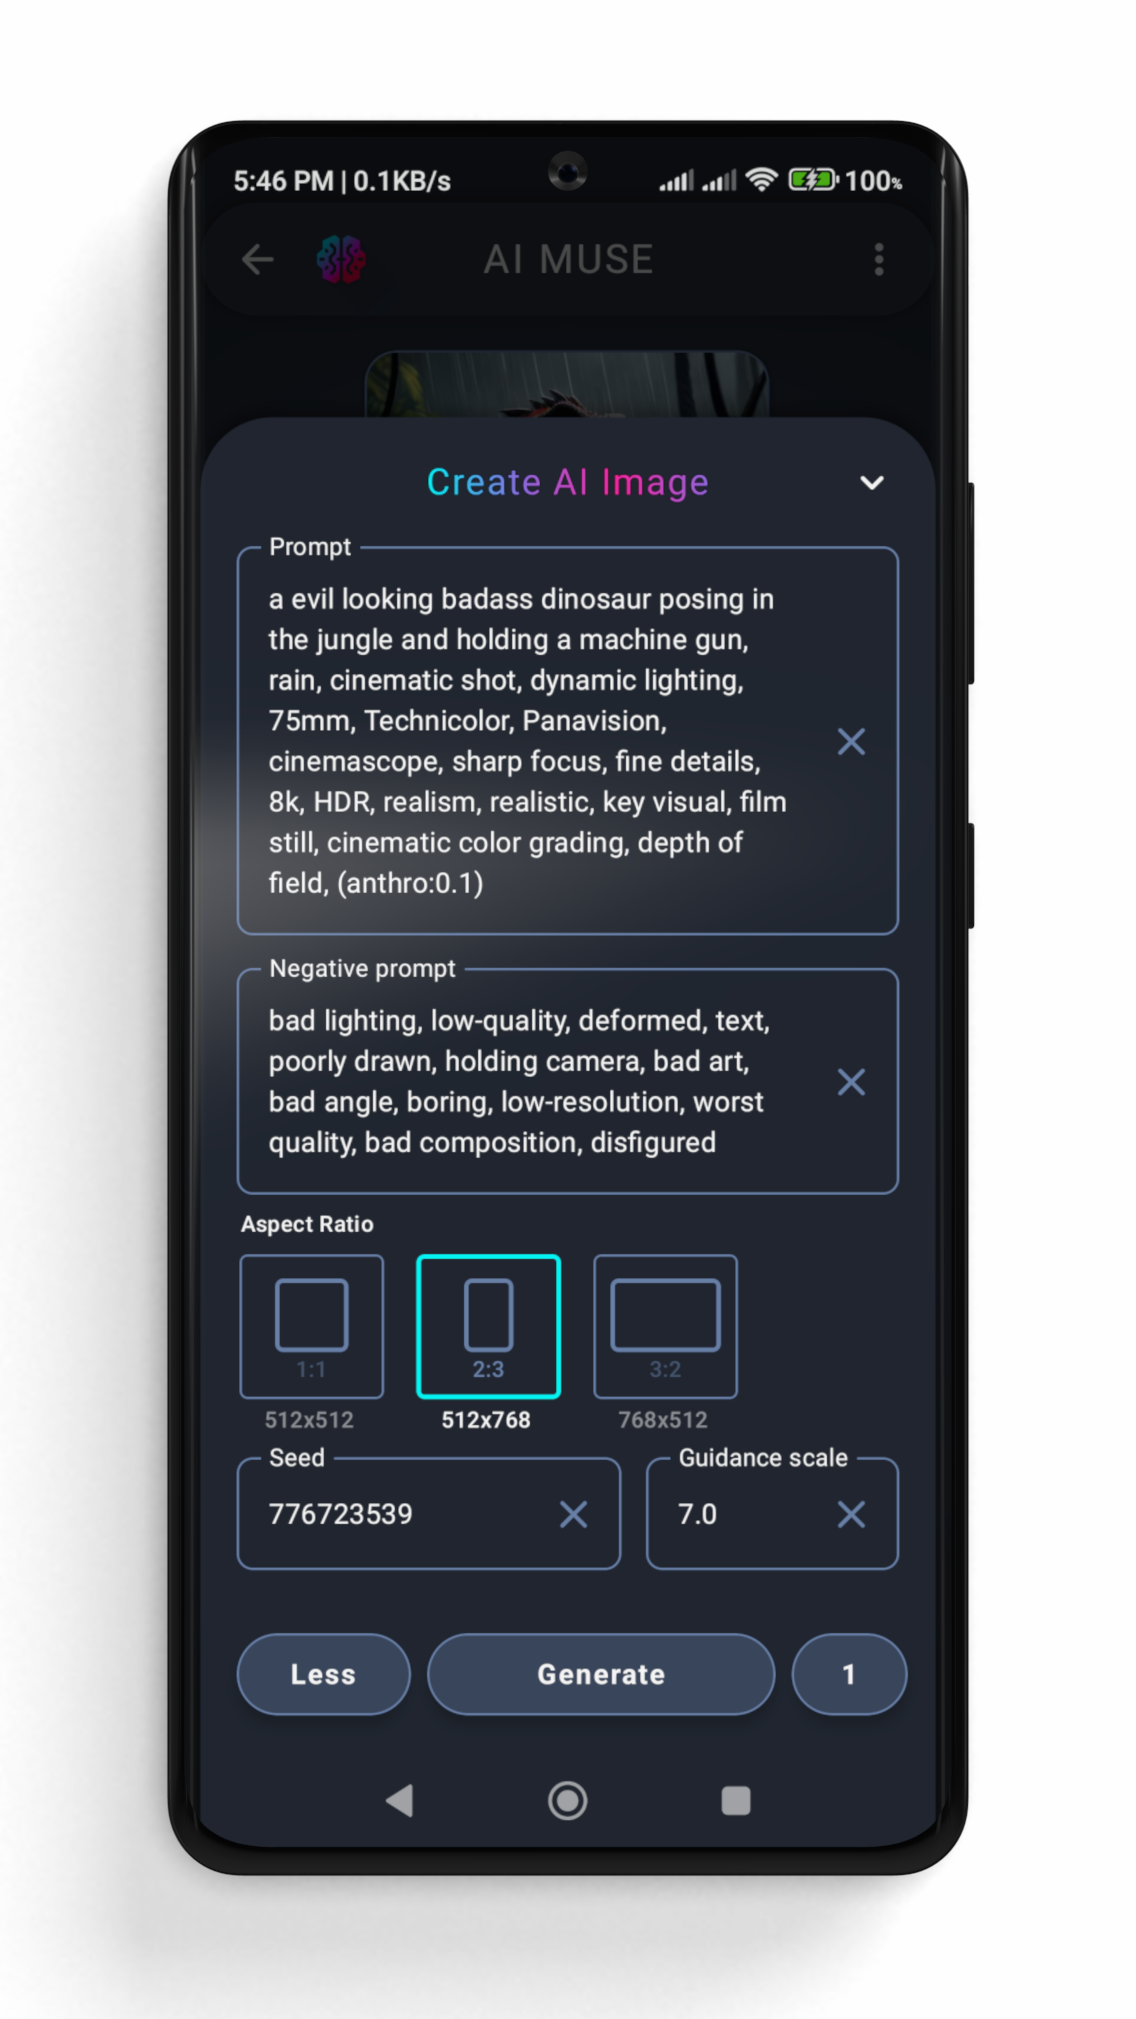 5:46 PM | 0.1KB/s
100%
AI MUSE
Create AI Image
Prompt
a evil looking badass dinosaur posing in
the jungle and holding a machine gun,
rain, cinematic shot, dynamic lighting,
75mm, Technicolor, Panavision,
cinemascope, sharp focus, fine details,
8k, HDR, realism, realistic, key visual, film
still, cinematic color grading, depth of
field, (anthro:0.1)
Negative prompt
bad lighting, low-quality, deformed, text,
poorly drawn, holding camera, bad art,
bad angle, boring, low-resolution, worst
quality, bad composition, disfigured
Aspect Ratio
1:1 2:3 3:2
512x512 512x768 768x512
Seed Guidance scale
776723539 7.0
Less Generate 1